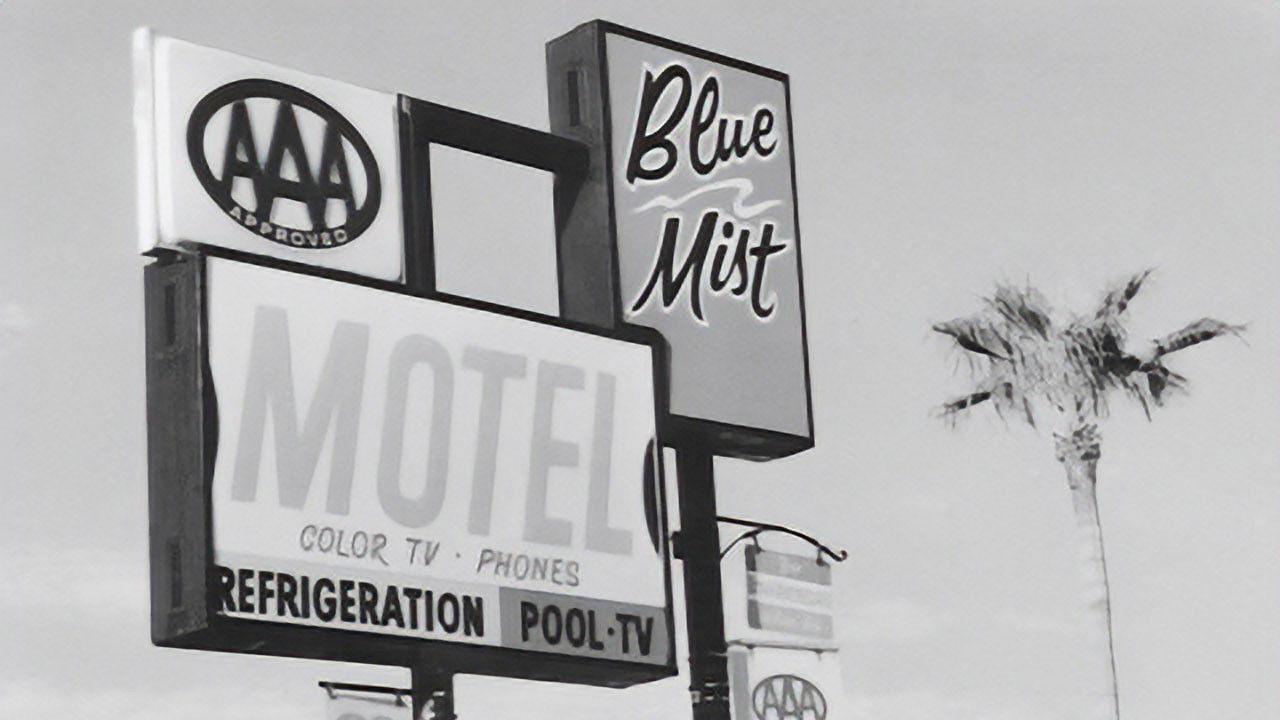 AAA
APPROVED
Blue
Mist
MOTEL
COLOR TV · PHONES
REFRIGERATION POOL·TV
AAA